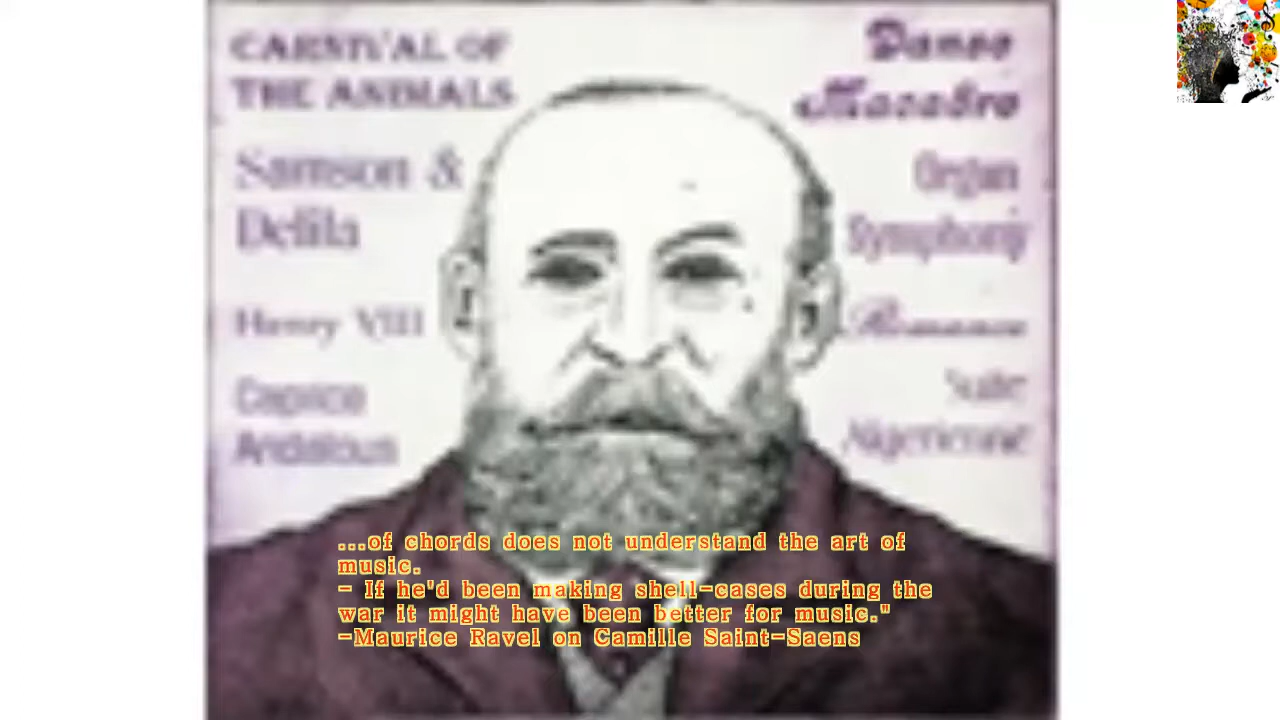 CARNIVAL OF
THE ANIMALS
Samson &
Delila
Henry VIII
Caprice
Andalous
Danse
Macabre
Organ
Symphony
Romance
Suite
Algerienne
...of chords does not understand the art of
music.
- If he'd been making shell-cases during the
war it might have been better for music."
-Maurice Ravel on Camille Saint-Saens